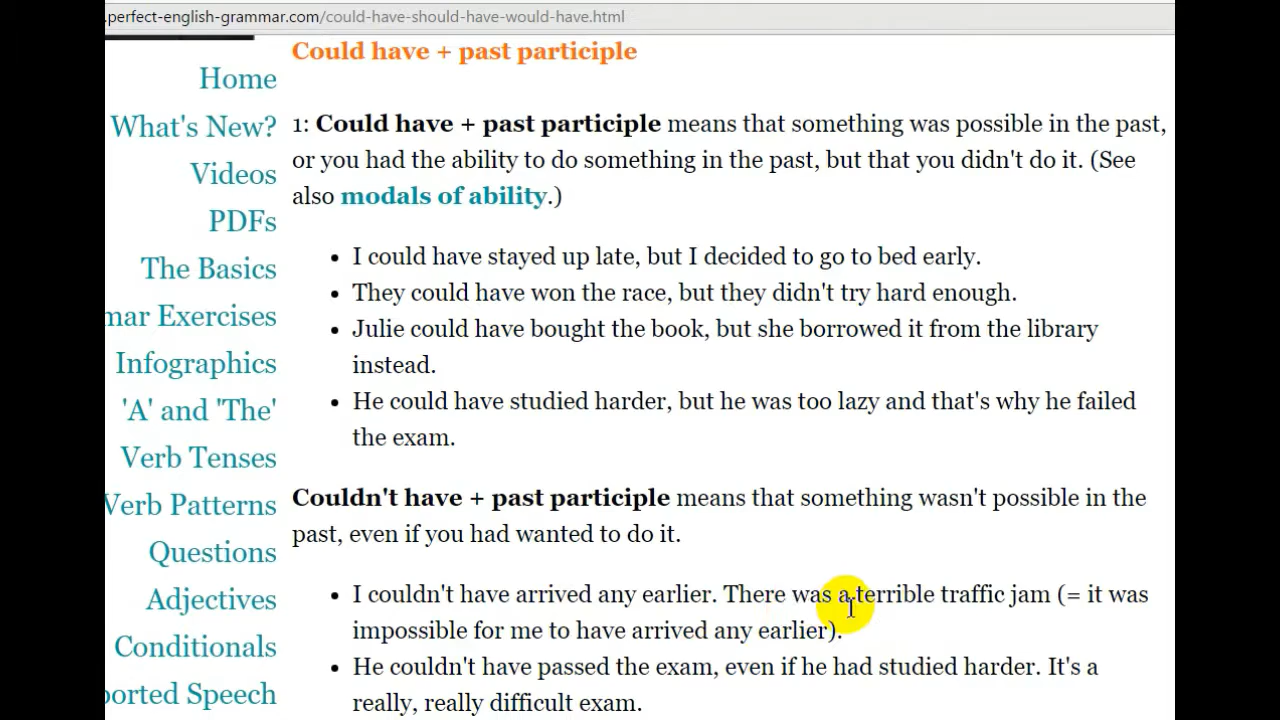 .perfect-english-grammar.com/could-have-should-have-would-have.html
Home
What's New?
Videos
PDFs
The Basics
mar Exercises
Infographics
'A' and 'The'
Verb Tenses
Verb Patterns
Questions
Adjectives
Conditionals
ported Speech
Could have + past participle
1: Could have + past participle means that something was possible in the past,
or you had the ability to do something in the past, but that you didn't do it. (See
also modals of ability.)
• I could have stayed up late, but I decided to go to bed early.
• They could have won the race, but they didn't try hard enough.
• Julie could have bought the book, but she borrowed it from the library
instead.
• He could have studied harder, but he was too lazy and that's why he failed
the exam.
Couldn't have + past participle means that something wasn't possible in the
past, even if you had wanted to do it.
• I couldn't have arrived any earlier. There was a terrible traffic jam (= it was
impossible for me to have arrived any earlier).
• He couldn't have passed the exam, even if he had studied harder. It's a
really, really difficult exam.